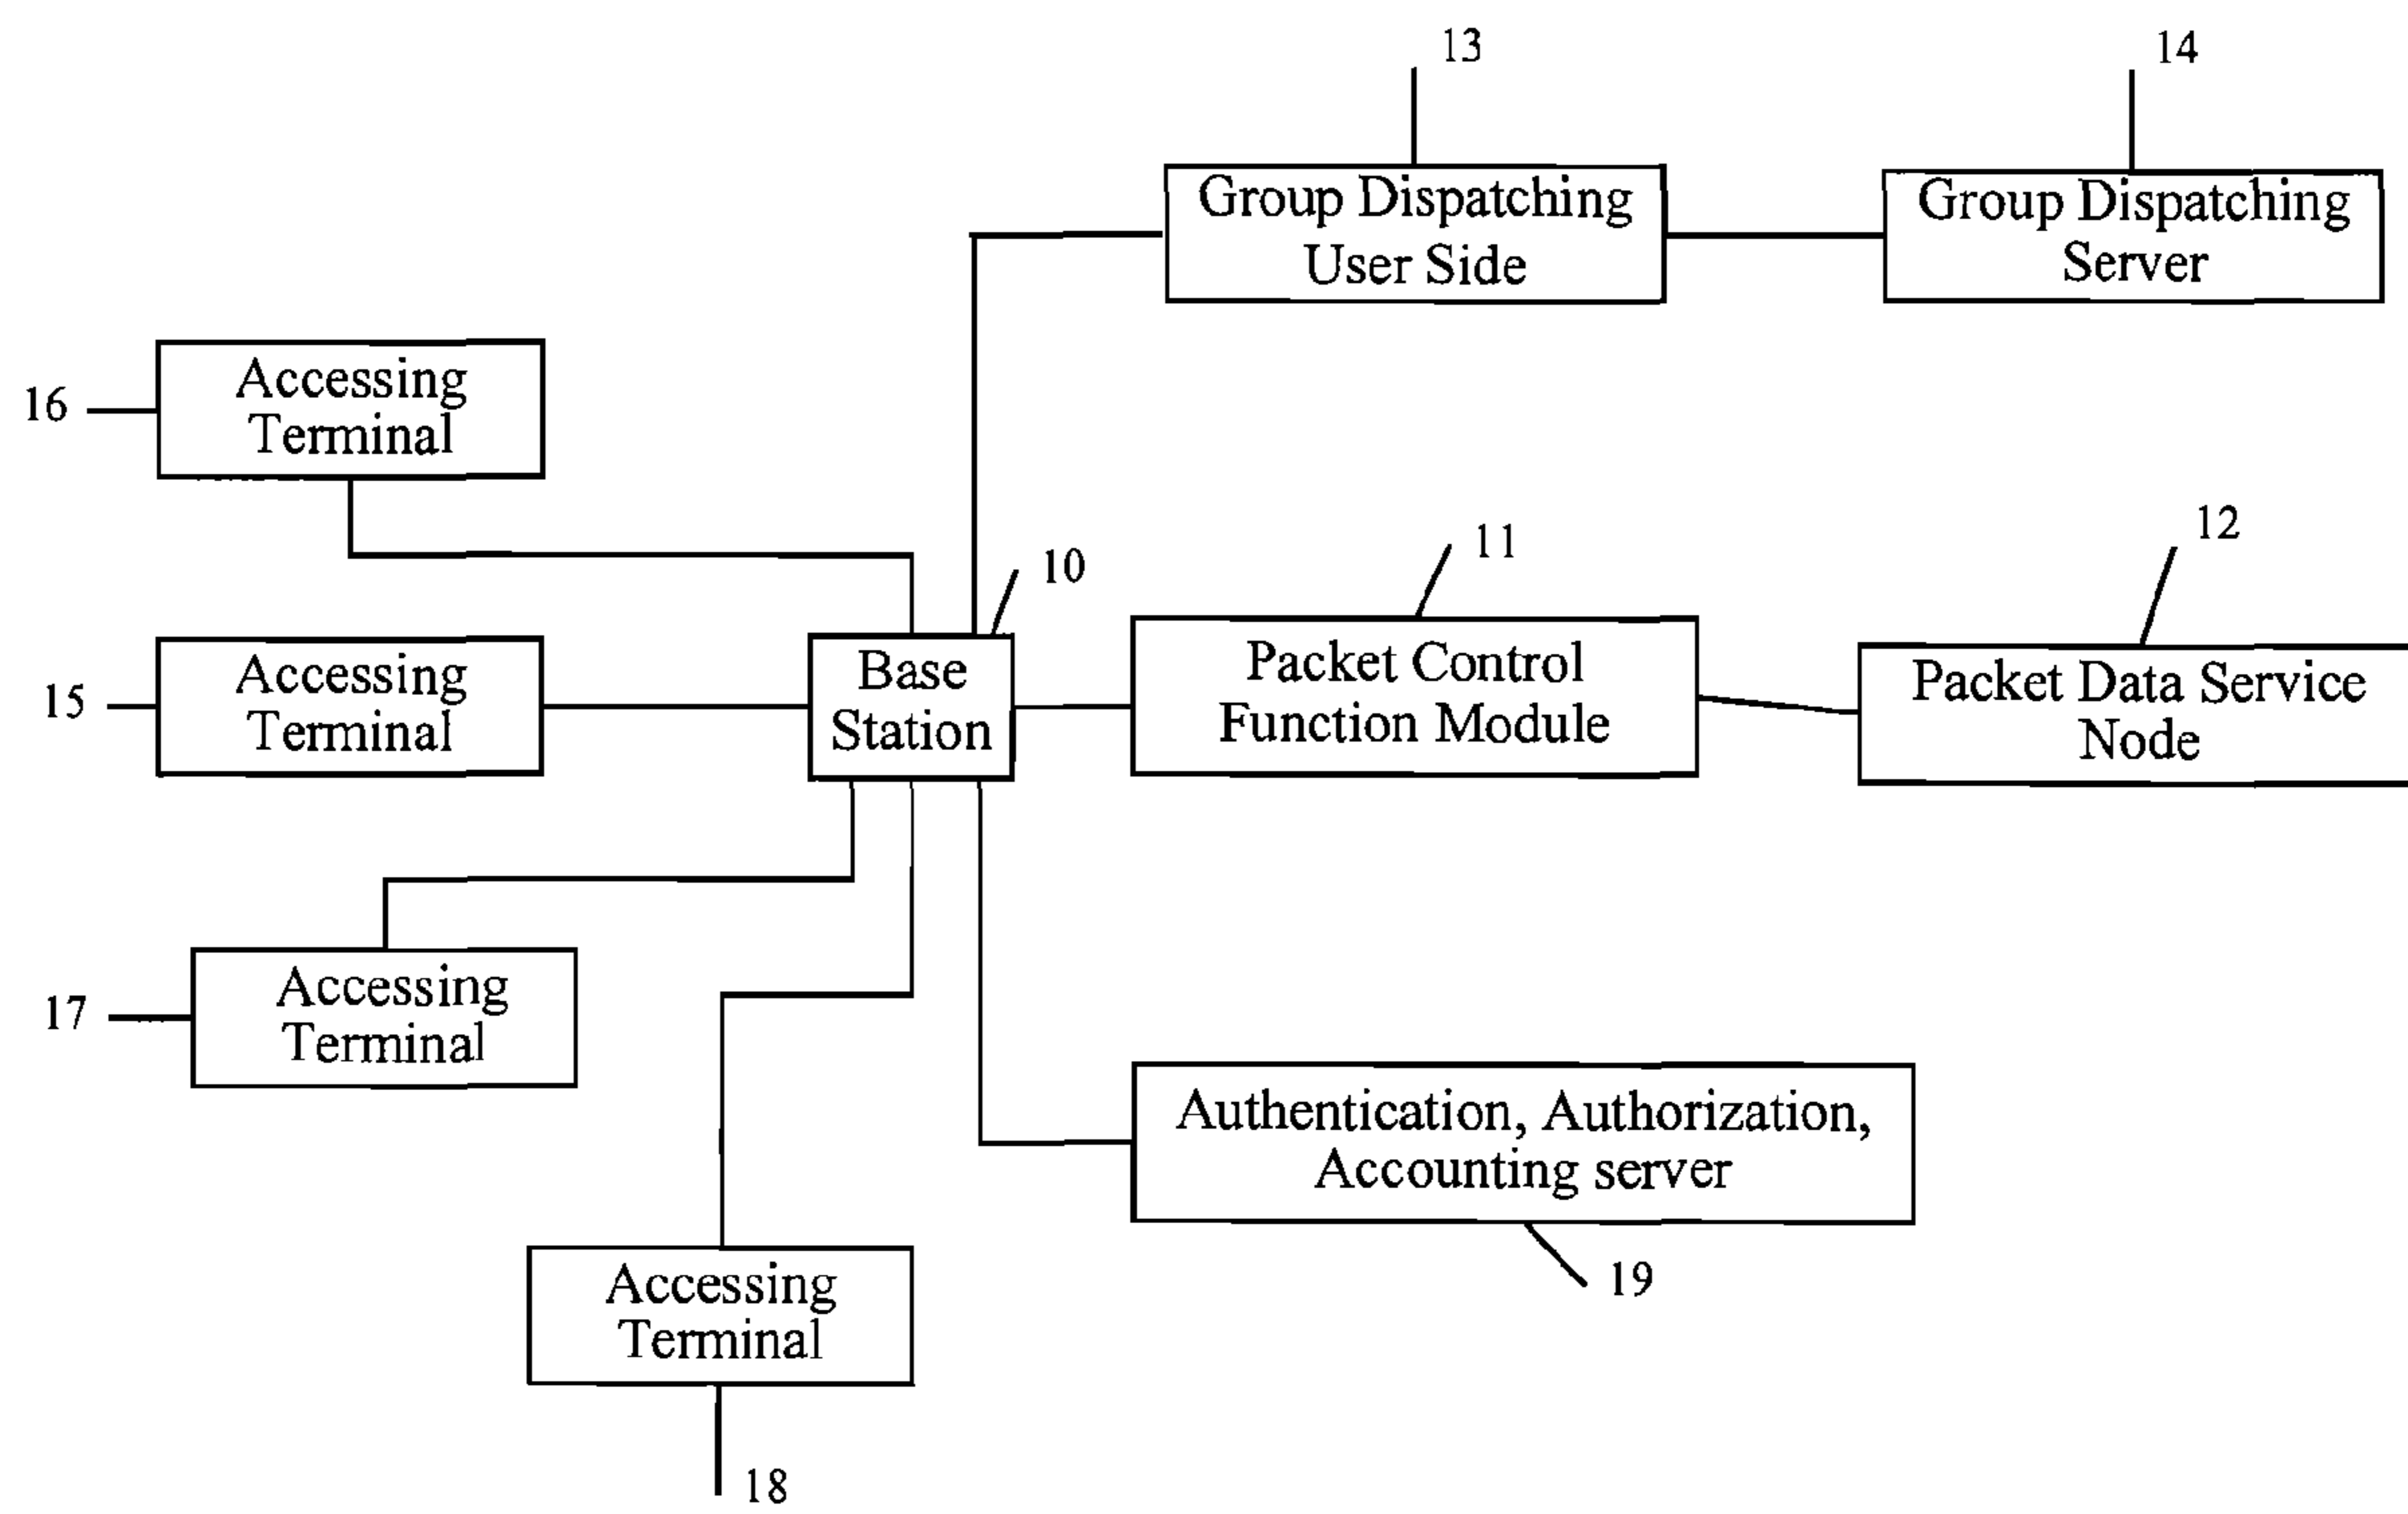 13
14
Group Dispatching
User Side
Group Dispatching
Server
16
Accessing
Terminal
10
11
12
15
Accessing
Terminal
Base
Station
Packet Control
Function Module
Packet Data Service
Node
17
Accessing
Terminal
Authentication, Authorization,
Accounting server
19
Accessing
Terminal
18